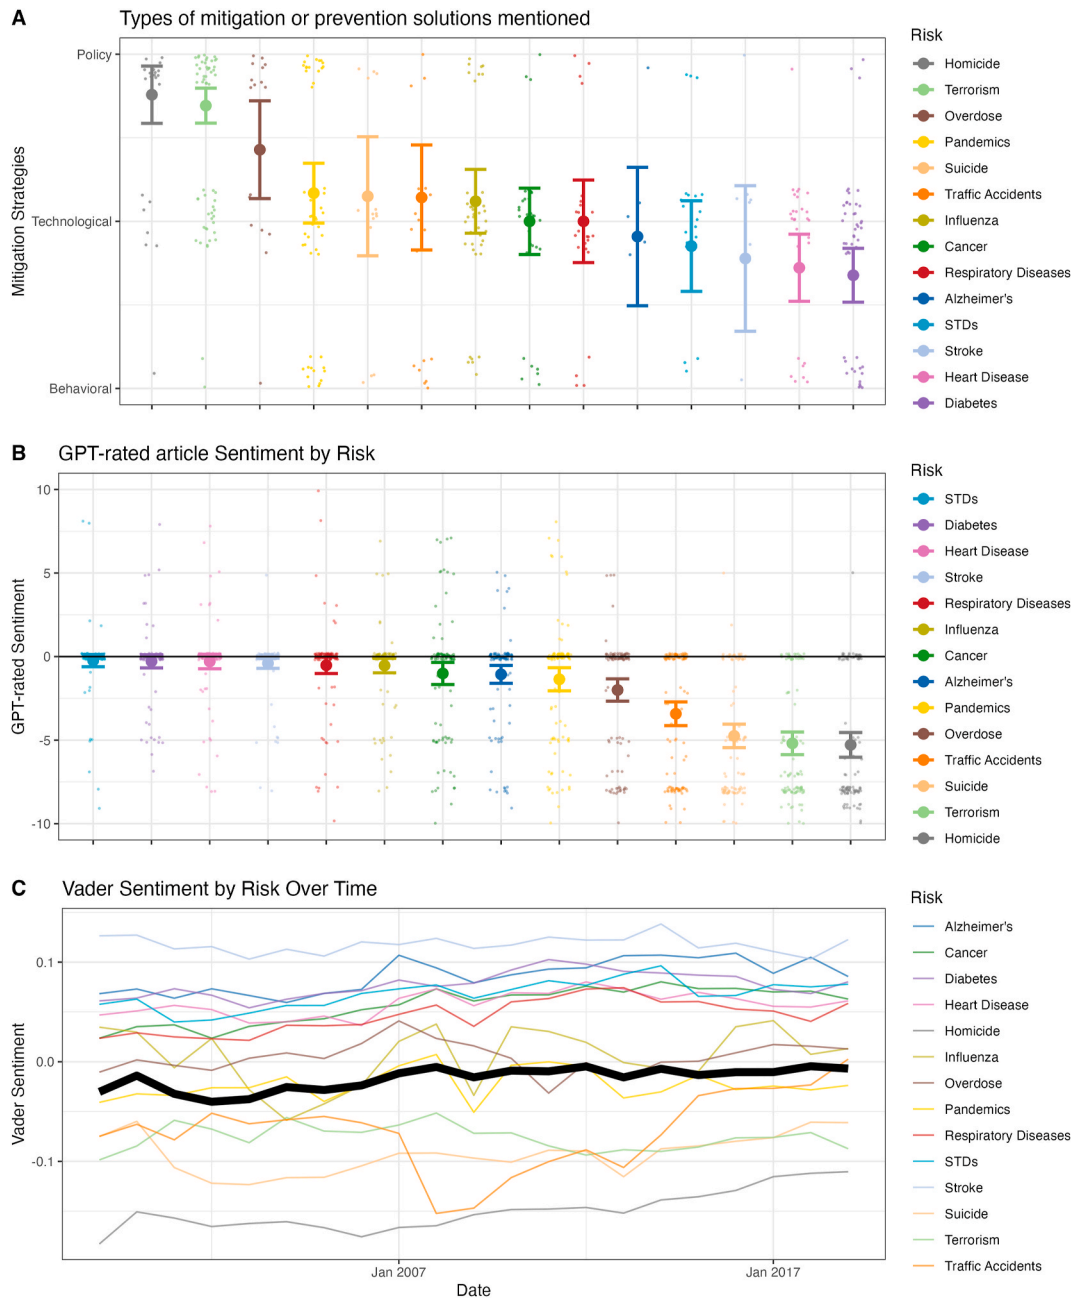 A
Types of mitigation or prevention solutions mentioned
Mitigation Strategies
Policy
Technological
Behavioral
Risk
Homicide
Terrorism
Overdose
Pandemics
Suicide
Traffic Accidents
Influenza
Cancer
Respiratory Diseases
Alzheimer's
STDs
Stroke
Heart Disease
Diabetes
B
GPT-rated article Sentiment by Risk
GPT-rated Sentiment
10
5
0
-5
-10
Risk
STDs
Diabetes
Heart Disease
Stroke
Respiratory Diseases
Influenza
Cancer
Alzheimer's
Pandemics
Overdose
Traffic Accidents
Suicide
Terrorism
Homicide
C
Vader Sentiment by Risk Over Time
Vader Sentiment
0.1
0.0
-0.1
Jan 2007
Jan 2017
Date
Risk
Alzheimer's
Cancer
Diabetes
Heart Disease
Homicide
Influenza
Overdose
Pandemics
Respiratory Diseases
STDs
Stroke
Suicide
Terrorism
Traffic Accidents